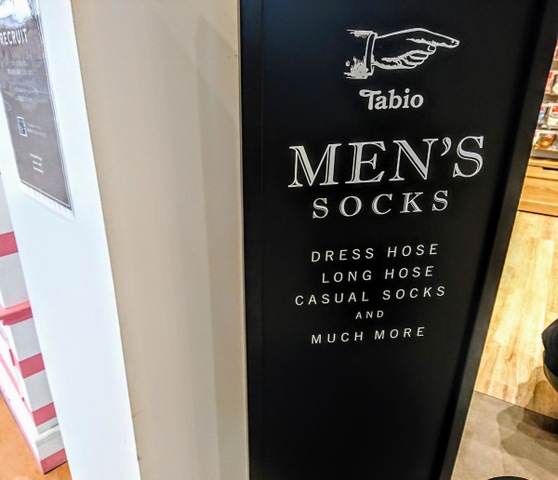 RECRUIT
Tabio
MEN'S
SOCKS
DRESS HOSE
LONG HOSE
CASUAL SOCKS
AND
MUCH MORE